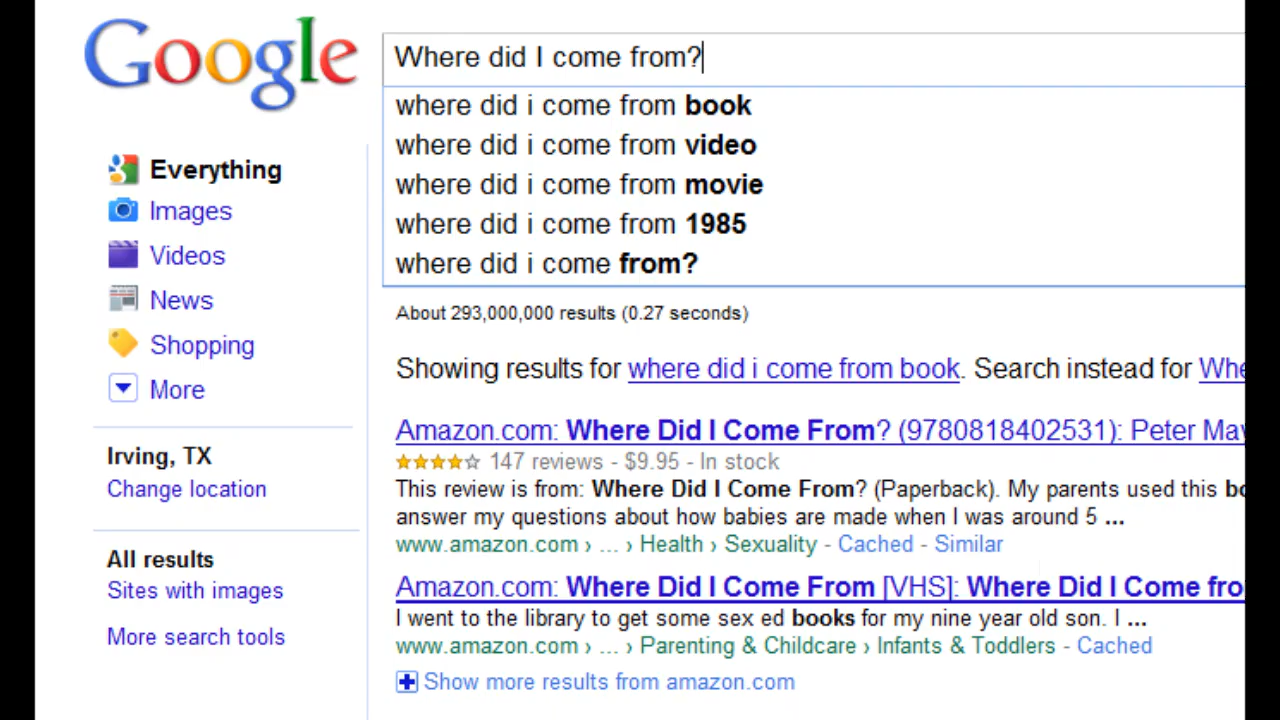 Google
Where did I come from?
where did i come from book
where did i come from video
where did i come from movie
where did i come from 1985
where did i come from?
Everything
Images
Videos
News
Shopping
More
Irving, TX
Change location
All results
Sites with images
More search tools
About 293,000,000 results (0.27 seconds)
Showing results for where did i come from book. Search instead for Whe
Amazon.com: Where Did I Come From? (9780818402531): Peter May
147 reviews - $9.95 - In stock
This review is from: Where Did I Come From? (Paperback). My parents used this bo
answer my questions about how babies are made when I was around 5 ...
www.amazon.com › ... › Health › Sexuality - Cached - Similar
Amazon.com: Where Did I Come From [VHS]: Where Did I Come fro
I went to the library to get some sex ed books for my nine year old son. I ...
www.amazon.com › ... › Parenting & Childcare › Infants & Toddlers - Cached
Show more results from amazon.com